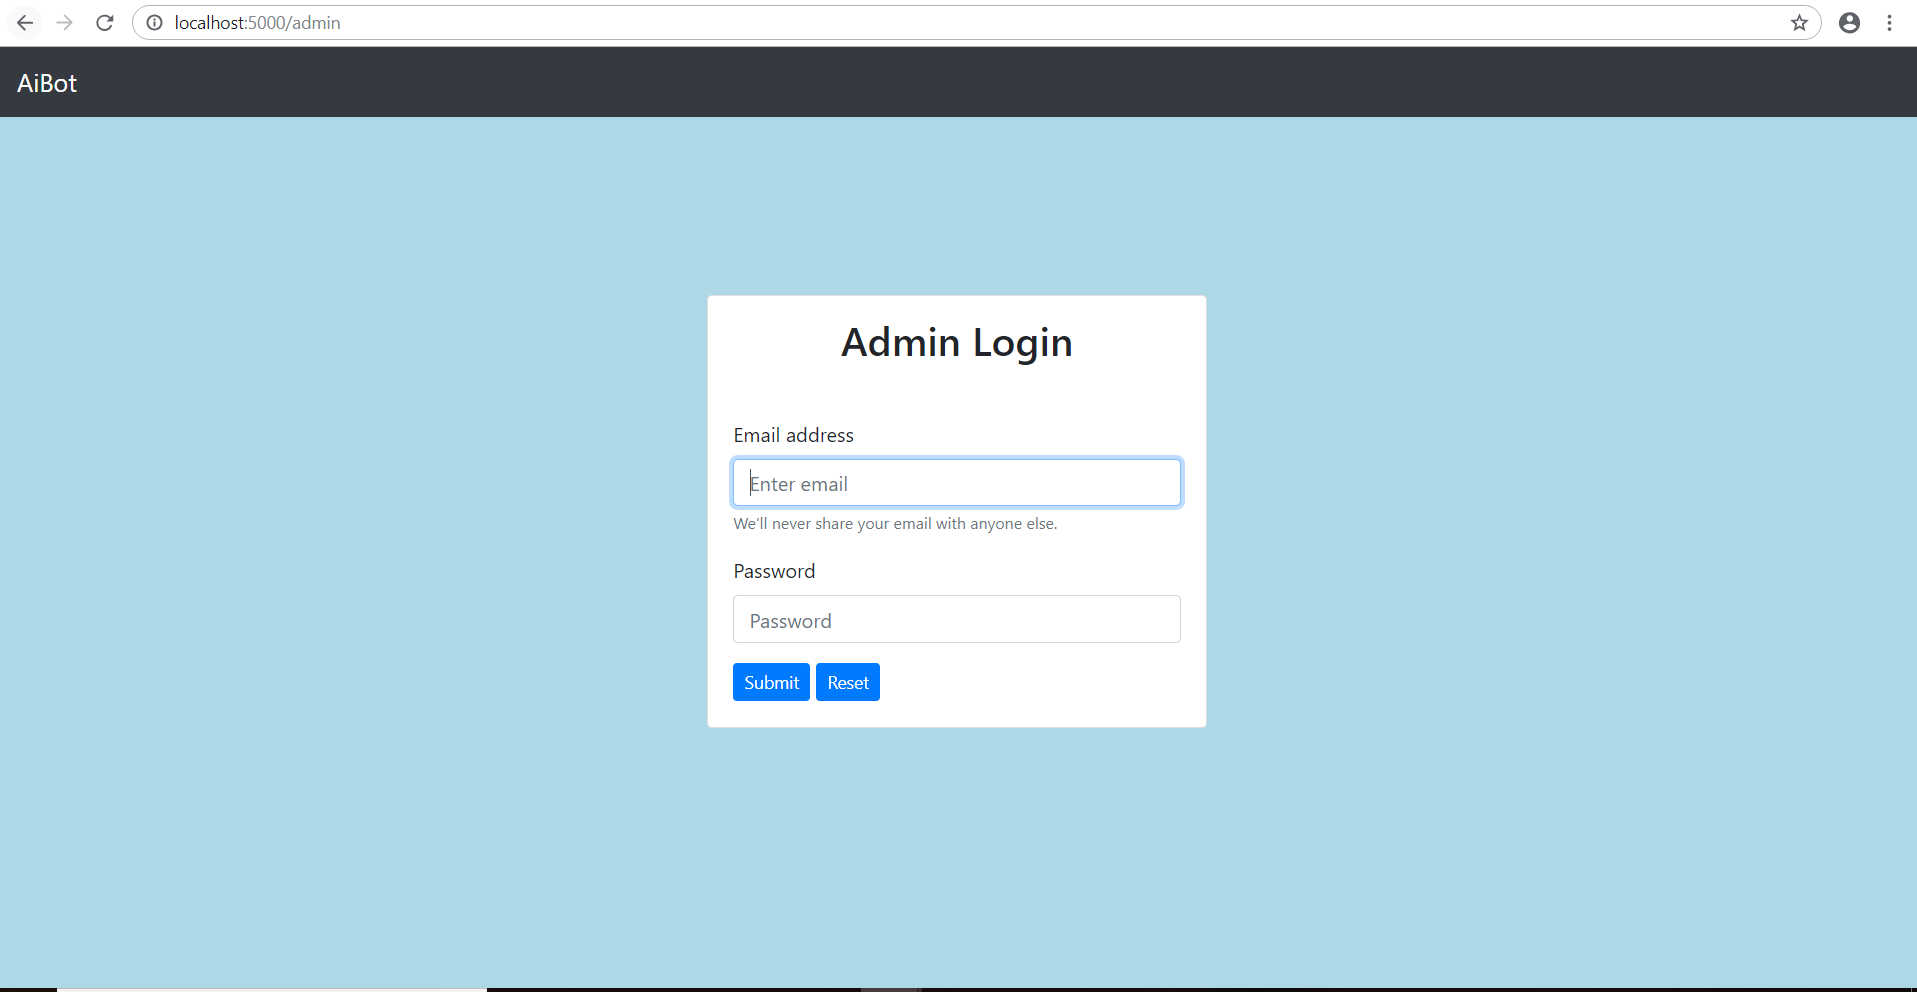 localhost:5000/admin
AiBot
Admin Login
Email address
Enter email
We'll never share your email with anyone else.
Password
Password
Submit Reset